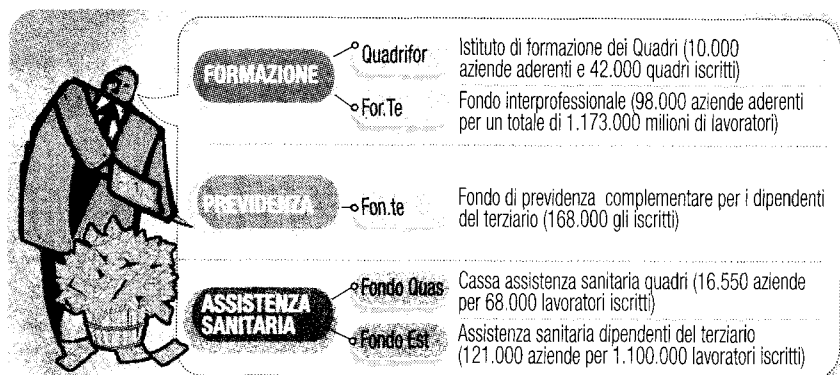 FORMAZIONE
Quadrifor
Istituto di formazione dei Quadri (10.000
aziende aderenti e 42.000 quadri iscritti)
For.Te
Fondo interprofessionale (98.000 aziende aderenti
per un totale di 1.173.000 milioni di lavoratori)
PREVIDENZA
Fon.te
Fondo di previdenza complementare per i dipendenti
del terziario (168.000 gli iscritti)
ASSISTENZA
SANITARIA
Fondo Quas
Cassa assistenza sanitaria quadri (16.550 aziende
per 68.000 lavoratori iscritti)
Fondo Est
Assistenza sanitaria dipendenti del terziario
(121.000 aziende per 1.100.000 lavoratori iscritti)